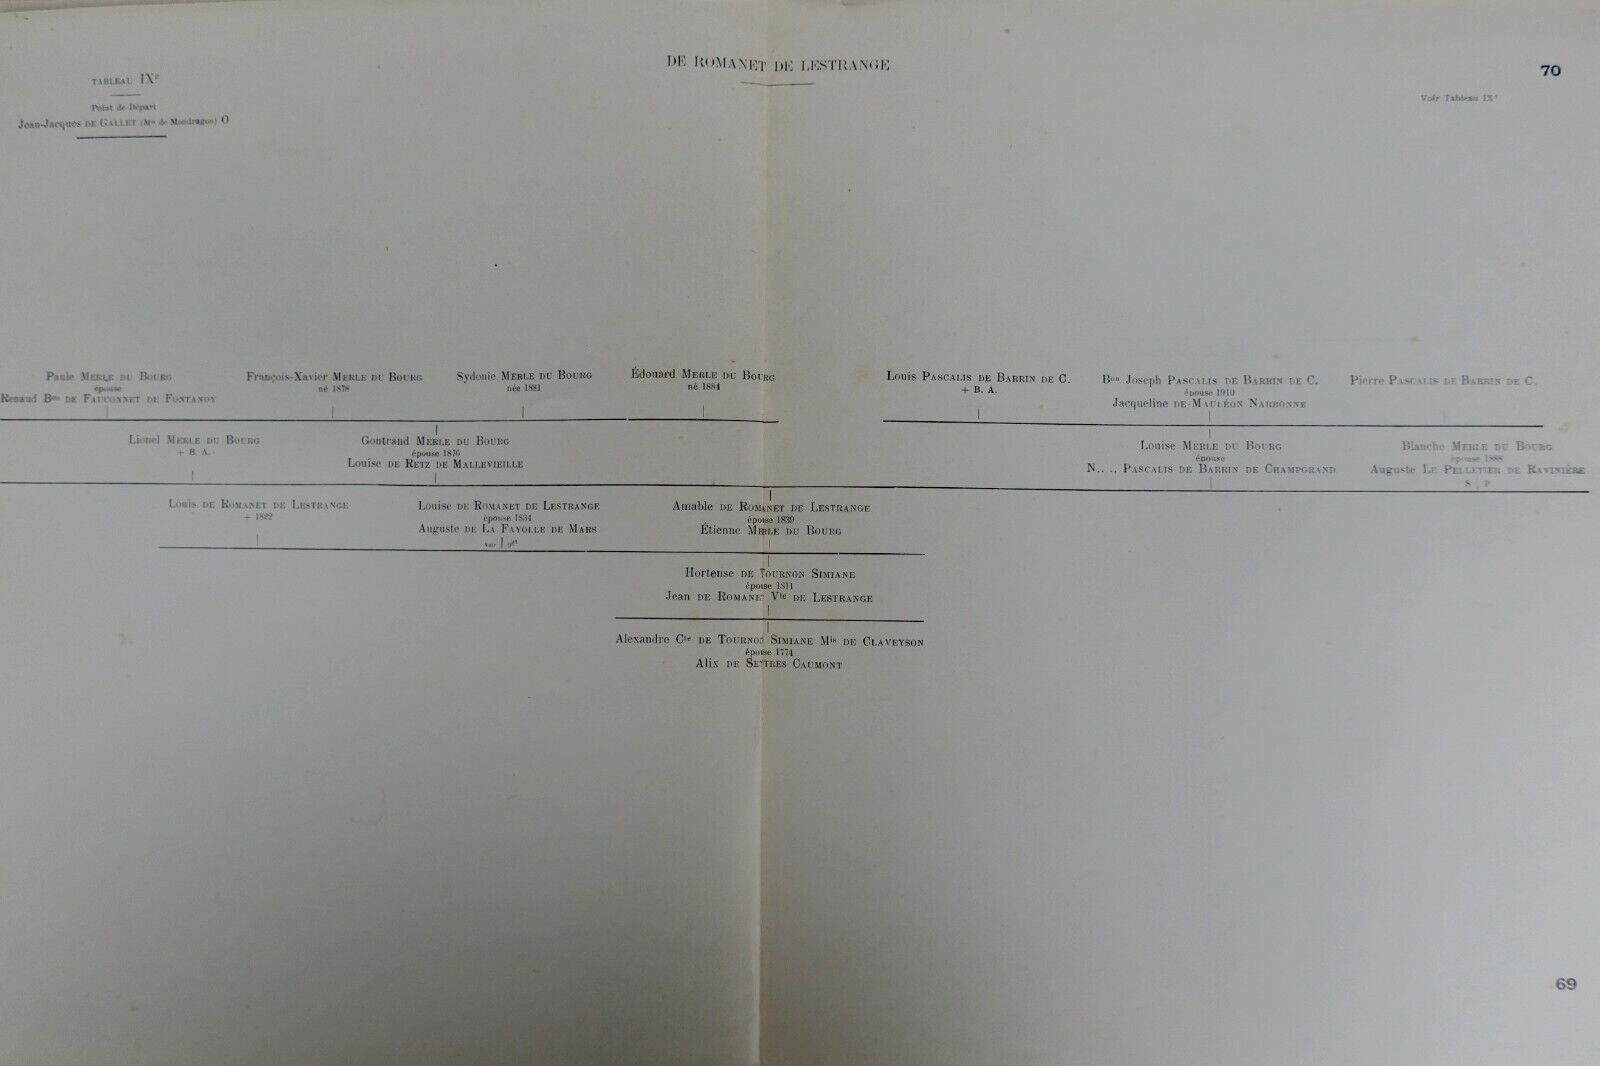 DE ROMANET DE LESTRANGE
70
TABLEAU IXg
Point de Départ
Jean-Jacques DE GALLET (Mis de Mondragon) O
Voir Tableau IX
Paule MERLE DU BOURG
épouse
Renaud Bon DE FAUCONNET DE FONTANOY
François-Xavier MERLE DU BOURG
né 1878
Sydonie MERLE DU BOURG
née 1881
Édouard MERLE DU BOURG
né 1884
Louis PASCALIS DE BARRIN DE C.
+ B. A.
Bon Joseph PASCALIS DE BARRIN DE C.
épouse 1910
Jacqueline DE MAULÉON NARBONNE
Pierre PASCALIS DE BARRIN DE C.
Lionel MERLE DU BOURG
+ B. A.
Gontrand MERLE DU BOURG
épouse 1876
Louise DE RETZ DE MALLEVIEILLE
Louise MERLE DU BOURG
épouse
N.... PASCALIS DE BARRIN DE CHAMPGRAND
Blanche MERLE DU BOURG
épouse 1888
Auguste LE PELLETIER DE RAVINIÈRE
S P
Louis DE ROMANET DE LESTRANGE
+ 1822
Louise DE ROMANET DE LESTRANGE
épouse 1834
Auguste DE LA FAYOLLE DE MARS
voir
Amable DE ROMANET DE LESTRANGE
épouse 1839
Étienne MERLE DU BOURG
Hortense DE TOURNON SIMIANE
épouse 1811
Jean DE ROMANET Vte DE LESTRANGE
Alexandre Cte DE TOURNON SIMIANE Mis DE CLAVEYSON
épouse 1774
Alix DE SEYTRES CAUMONT
69